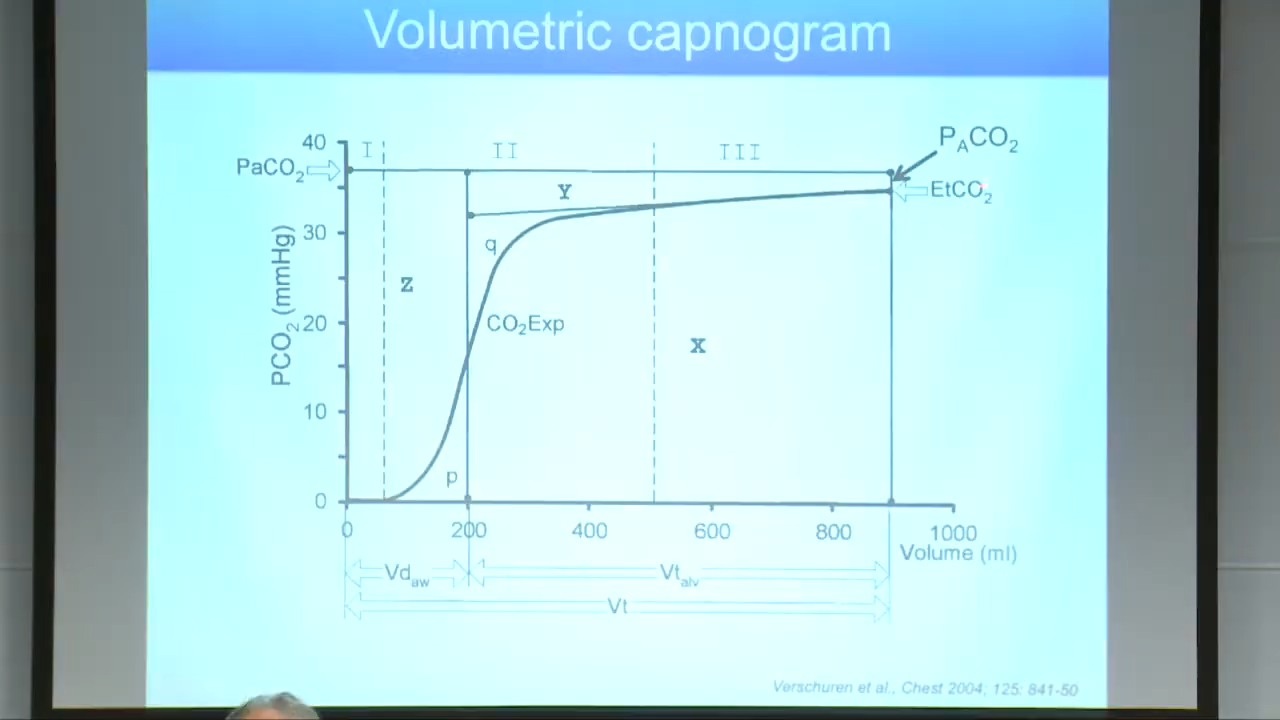 Volumetric capnogram
40
I
II
III
PACO2
PaCO2
EtCO2
Y
30
q
Z
PCO2 (mmHg)
20
CO2Exp
X
10
p
0
0
200
400
600
800
1000
Volume (ml)
Vdaw
Vtalv
Vt
Verschuren et al., Chest 2004; 125: 841-50